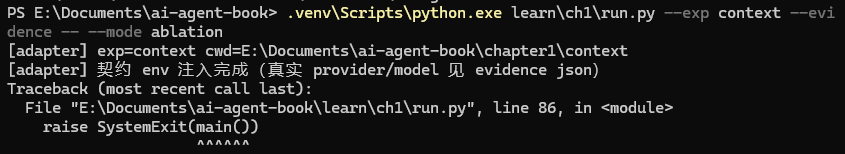 PS E:\Documents\ai-agent-book> .venv\Scripts\python.exe learn\ch1\run.py --exp context --evi
dence -- --mode ablation
[adapter] exp=context cwd=E:\Documents\ai-agent-book\chapter1\context
[adapter] 契约 env 注入完成 (真实 provider/model 见 evidence json)
Traceback (most recent call last):
  File "E:\Documents\ai-agent-book\learn\ch1\run.py", line 86, in <module>
    raise SystemExit(main())
                     ^^^^^^